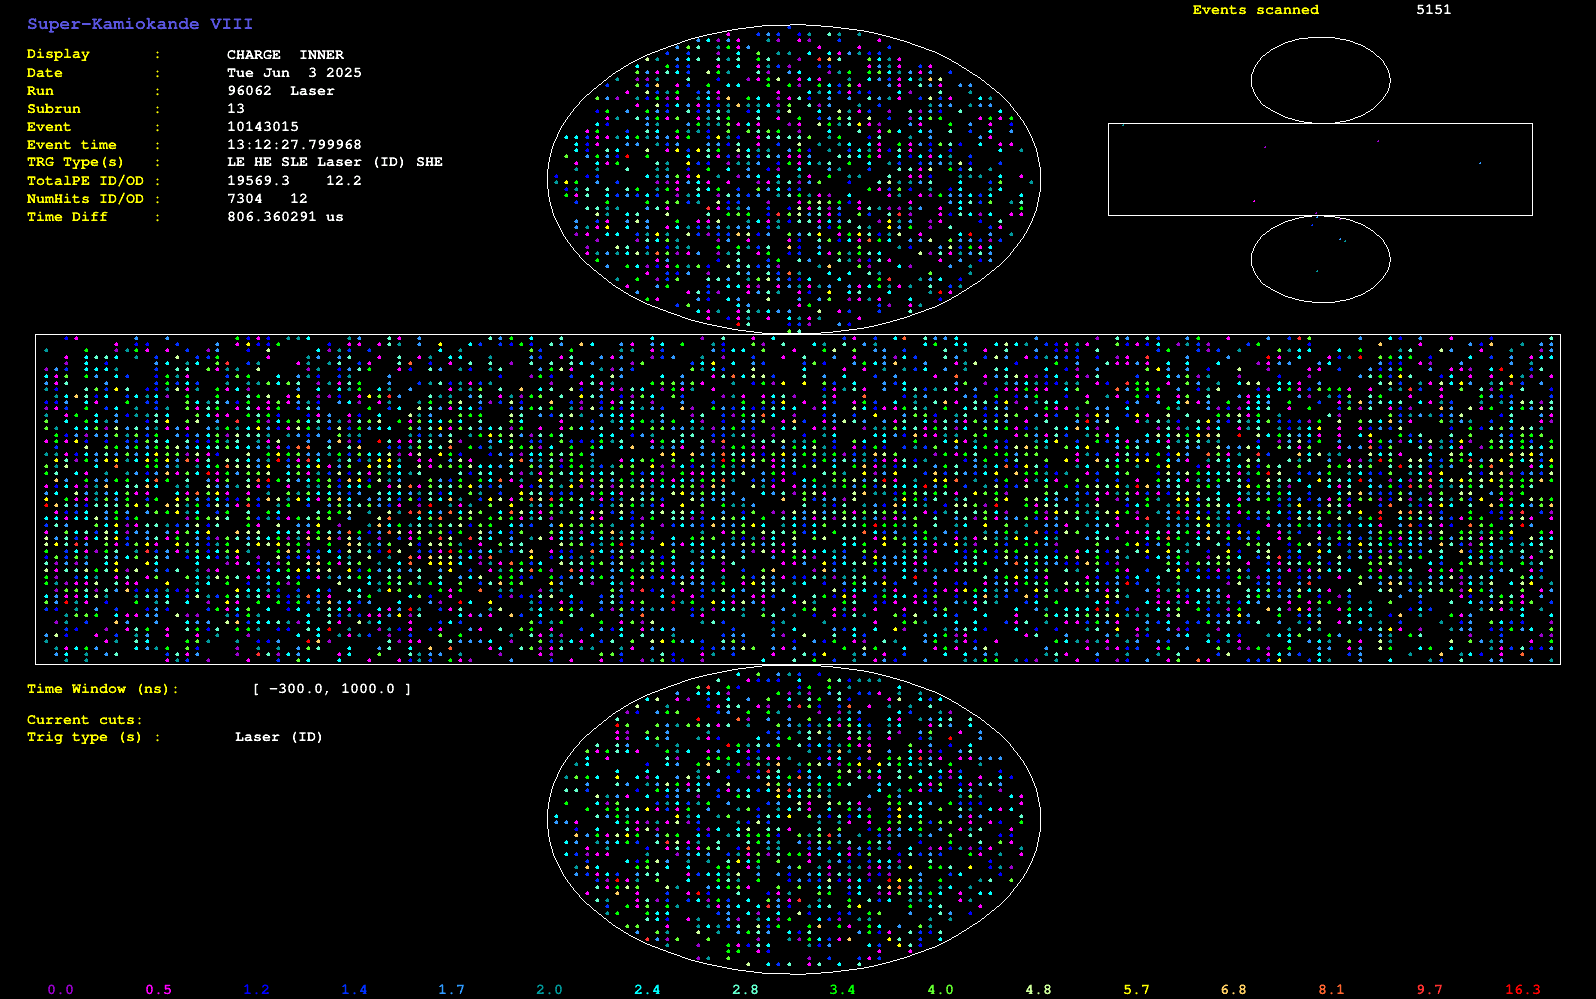 Super-Kamiokande VIII
Events scanned 5151
Display : CHARGE INNER
Date : Tue Jun 3 2025
Run : 96062 Laser
Subrun : 13
Event : 10143015
Event time : 13:12:27.799968
TRG Type(s) : LE HE SLE Laser (ID) SHE
TotalPE ID/OD : 19569.3 12.2
NumHits ID/OD : 7304 12
Time Diff : 806.360291 us
Time Window (ns): [ -300.0, 1000.0 ]
Current cuts:
Trig type (s) : Laser (ID)
0.0 0.5 1.2 1.4 1.7 2.0 2.4 2.8 3.4 4.0 4.8 5.7 6.8 8.1 9.7 16.3